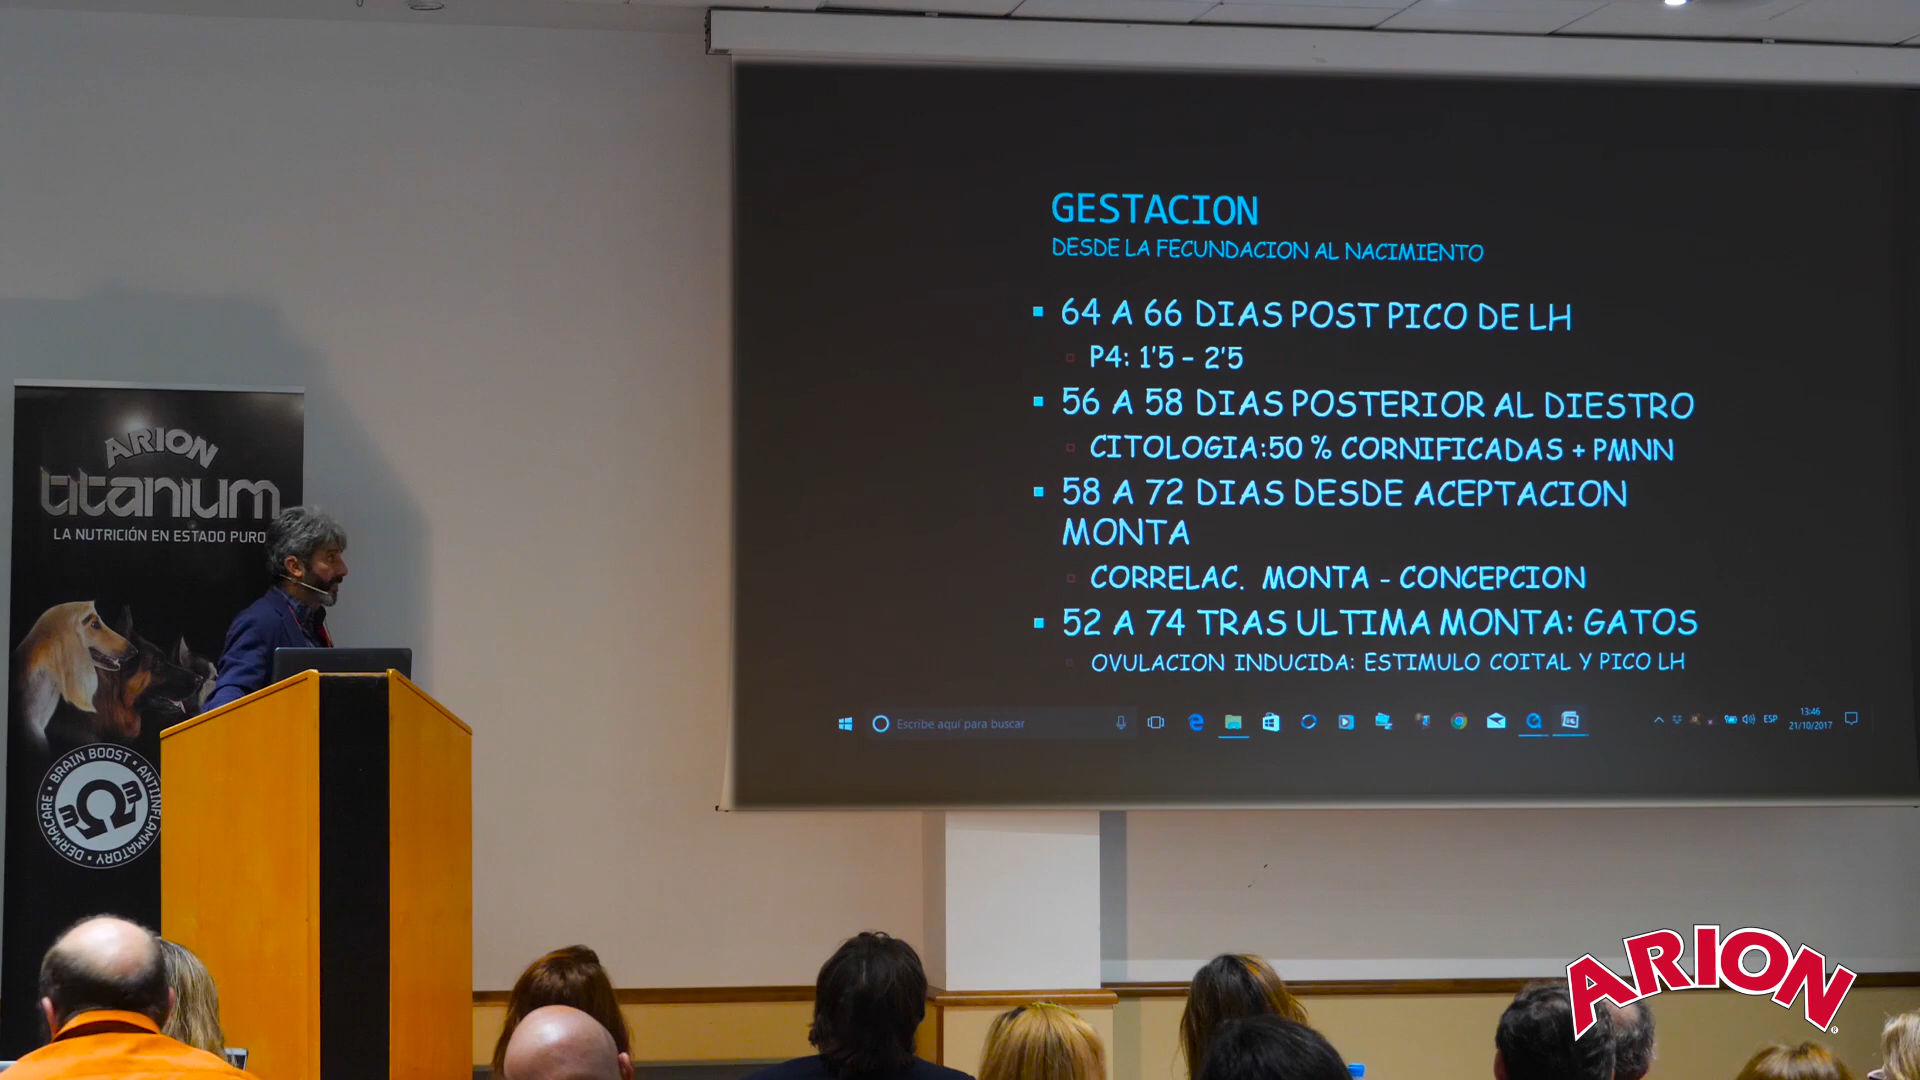 GESTACION
DESDE LA FECUNDACION AL NACIMIENTO
64 A 66 DIAS POST PICO DE LH
P4: 1'5 – 2'5
56 A 58 DIAS POSTERIOR AL DIESTRO
CITOLOGIA:50 % CORNIFICADAS + PMNN
58 A 72 DIAS DESDE ACEPTACION
MONTA
CORRELAC. MONTA - CONCEPCION
52 A 74 TRAS ULTIMA MONTA: GATOS
OVULACION INDUCIDA: ESTIMULO COITAL Y PICO LH
Escribe aquí para buscar
ESP
13:46
21/10/2017
ARION
titanium
LA NUTRICIÓN EN ESTADO PURO
BRAIN BOOST • ANTIINFLAMMATORY • DERMACARE •
3Ω3
ARION®